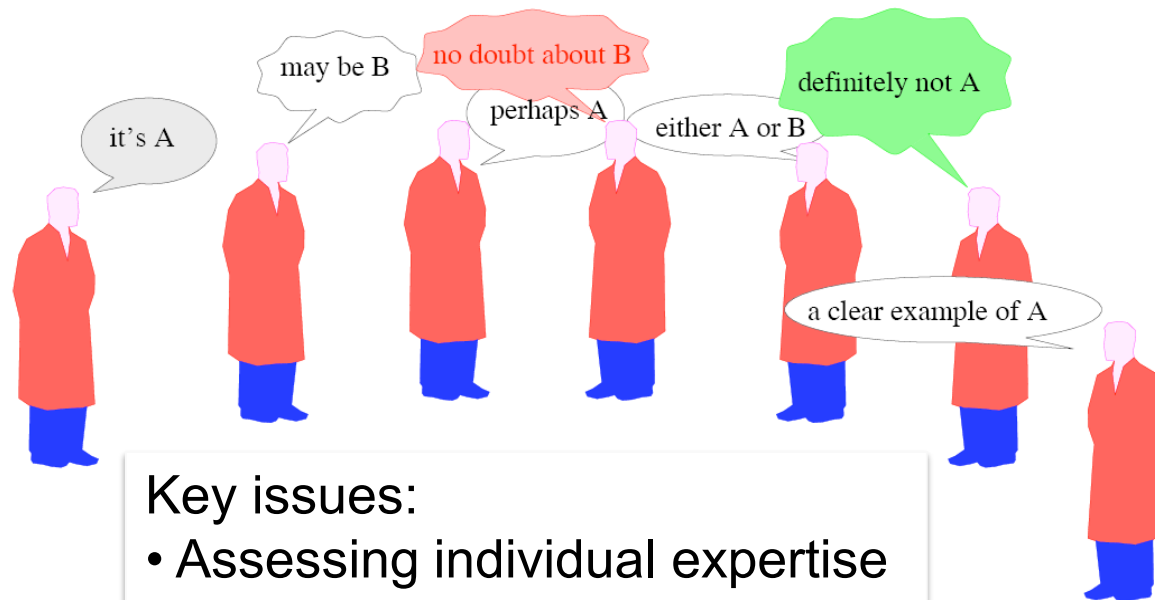 it's A
may be B
no doubt about B
perhaps A
either A or B
definitely not A
a clear example of A
Key issues:
• Assessing individual expertise